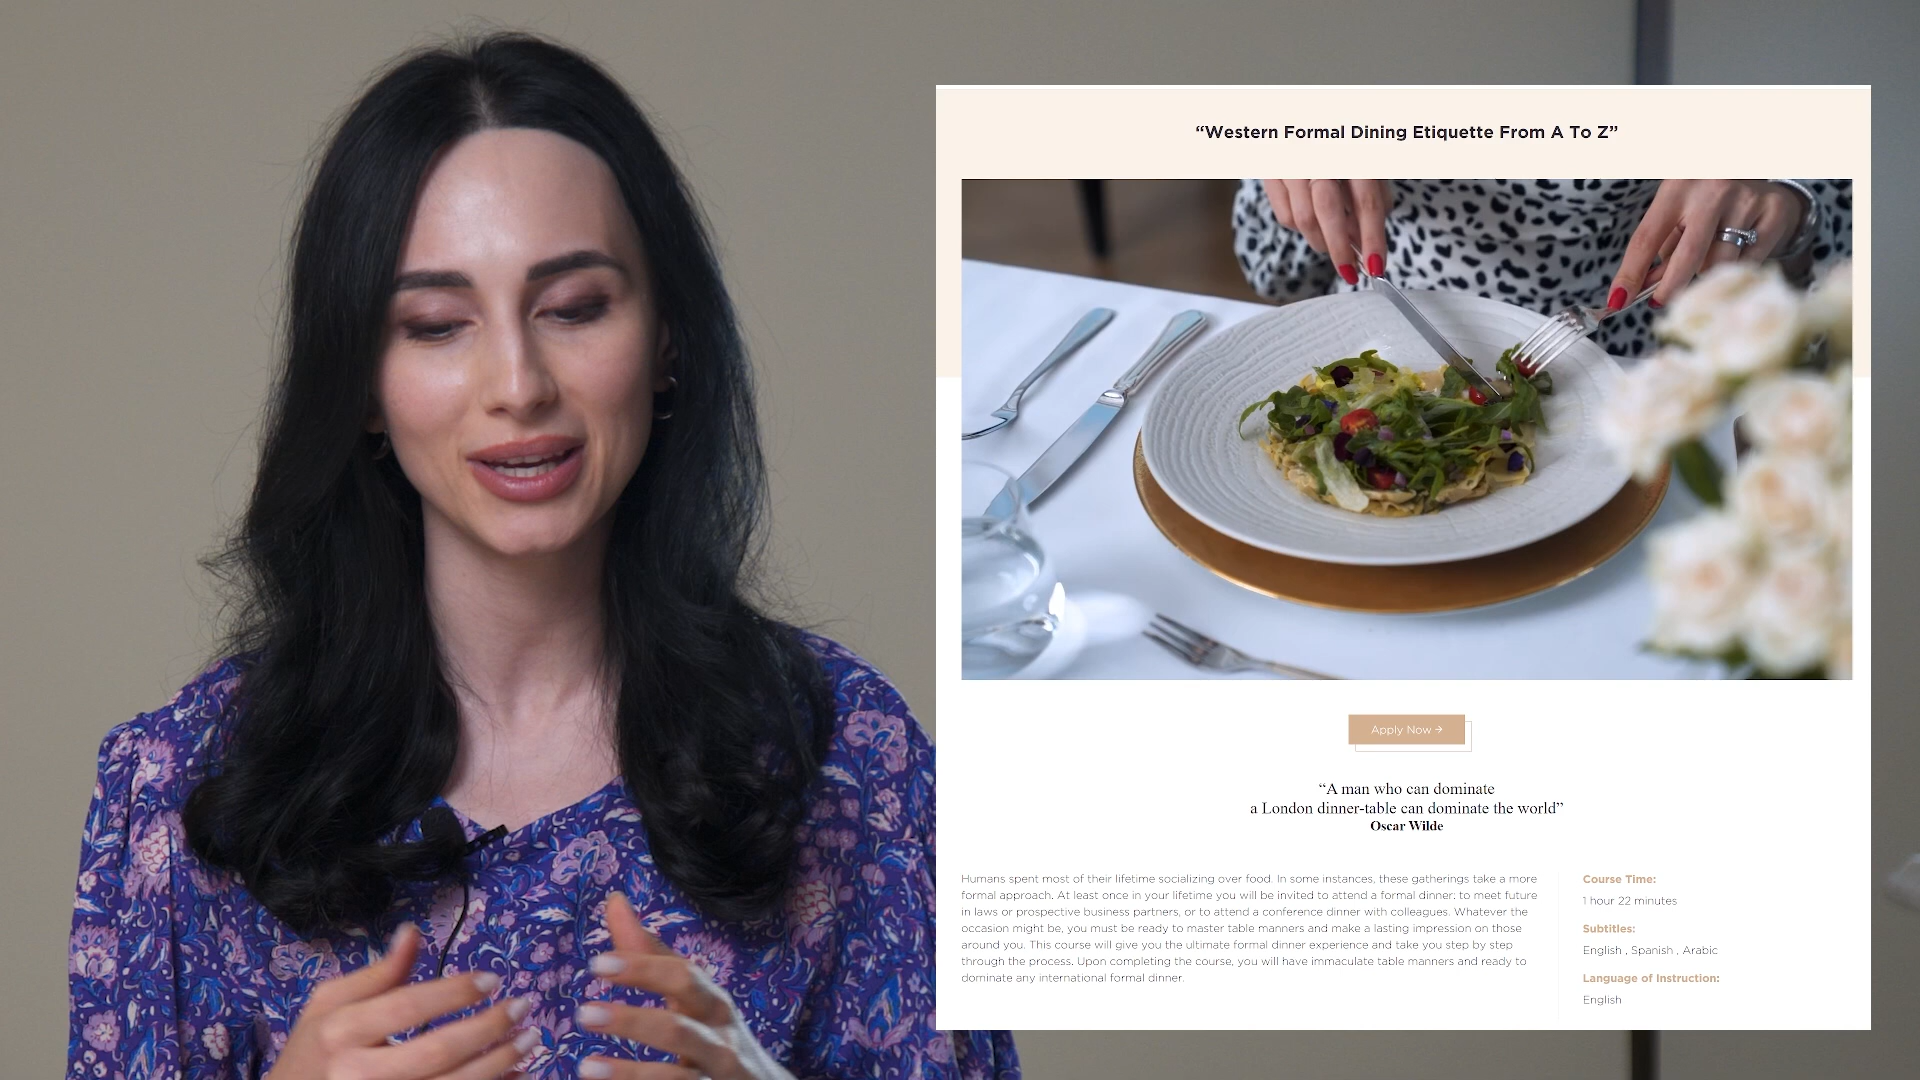 “Western Formal Dining Etiquette From A To Z”
Apply Now →
“A man who can dominate
a London dinner-table can dominate the world”
Oscar Wilde
Humans spent most of their lifetime socializing over food. In some instances, these gatherings take a more
formal approach. At least once in your lifetime you will be invited to attend a formal dinner: to meet future
in laws or prospective business partners, or to attend a conference dinner with colleagues. Whatever the
occasion might be, you must be ready to master table manners and make a lasting impression on those
around you. This course will give you the ultimate formal dinner experience and take you step by step
through the process. Upon completing the course, you will have immaculate table manners and ready to
dominate any international formal dinner.
Course Time:
1 hour 22 minutes
Subtitles:
English , Spanish , Arabic
Language of Instruction:
English